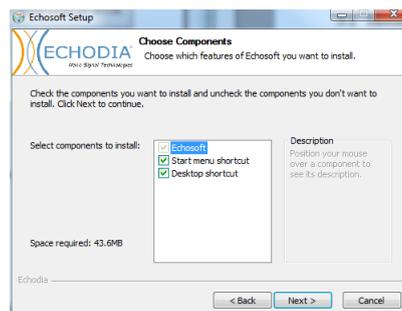 Echosoft Setup
ECHODIA
Choose Components
Choose which features of Echosoft you want to install.
Check the components you want to install and uncheck the components you don't want to
install. Click Next to continue.
Select components to install:
Echosoft
Start menu shortcut
Desktop shortcut
Description
Position your mouse
over a component to
see its description.
Space required: 43.6MB
Echodia
< Back
Next >
Cancel